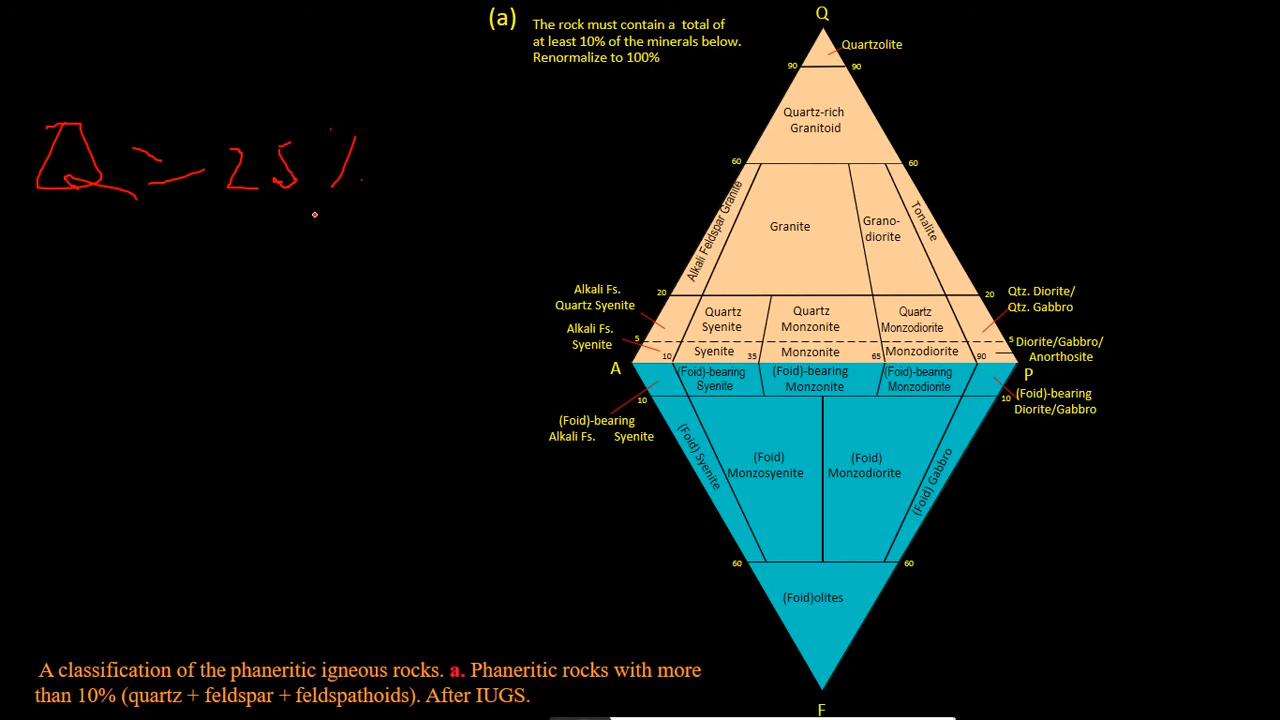 (a)
The rock must contain a total of
at least 10% of the minerals below.
Renormalize to 100%
Q
Quartzolite
90
90
Quartz-rich
Granitoid
Q = 25 %
60
60
Alkali Feldspar Granite
Granite
Grano-
diorite
Tonalite
20
20
Alkali Fs.
Quartz Syenite
Quartz
Syenite
Quartz
Monzonite
Quartz
Monzodiorite
Qtz. Diorite/
Qtz. Gabbro
Alkali Fs.
Syenite
5
5
Diorite/Gabbro/
Anorthosite
10
Syenite
35
Monzonite
65
Monzodiorite
90
A
P
(Foid)-bearing
Syenite
(Foid)-bearing
Monzonite
(Foid)-bearing
Monzodiorite
(Foid)-bearing
Diorite/Gabbro
10
10
(Foid)-bearing
Alkali Fs. Syenite
(Foid) Syenite
(Foid)
Monzosyenite
(Foid)
Monzodiorite
(Foid) Gabbro
60
60
(Foid)olites
F
A classification of the phaneritic igneous rocks. a. Phaneritic rocks with more
than 10% (quartz + feldspar + feldspathoids). After IUGS.